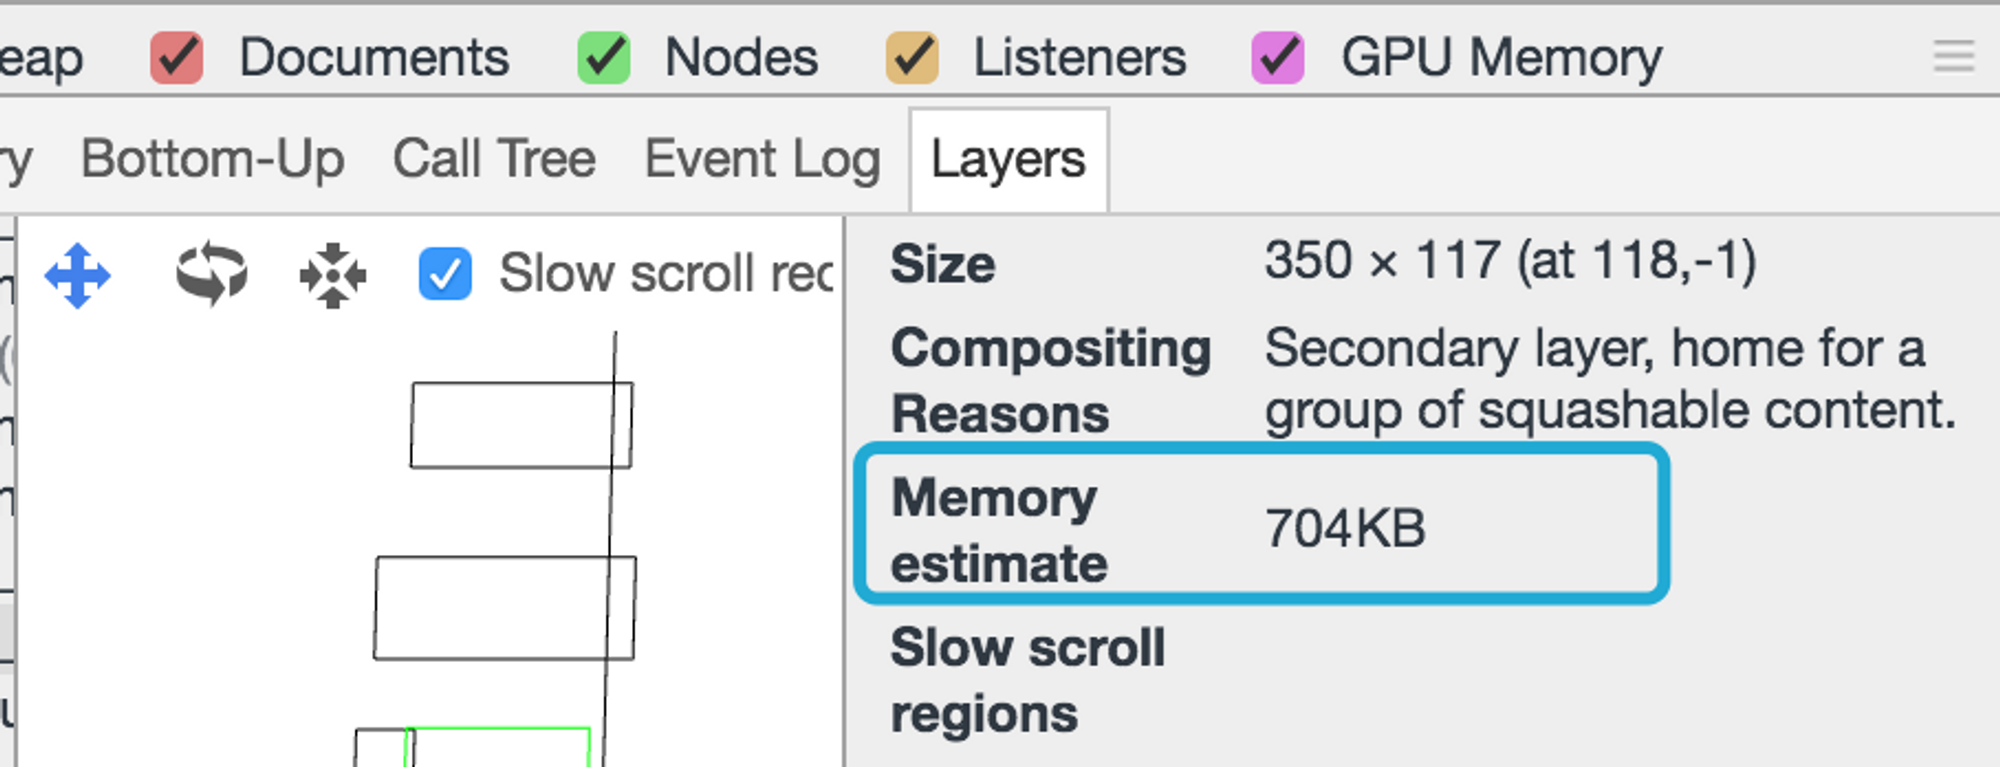 eap Documents Nodes Listeners GPU Memory
ry Bottom-Up Call Tree Event Log Layers
Slow scroll rec
Size 350 × 117 (at 118,-1)
Compositing Reasons Secondary layer, home for a
group of squashable content.
Memory estimate 704KB
Slow scroll
regions